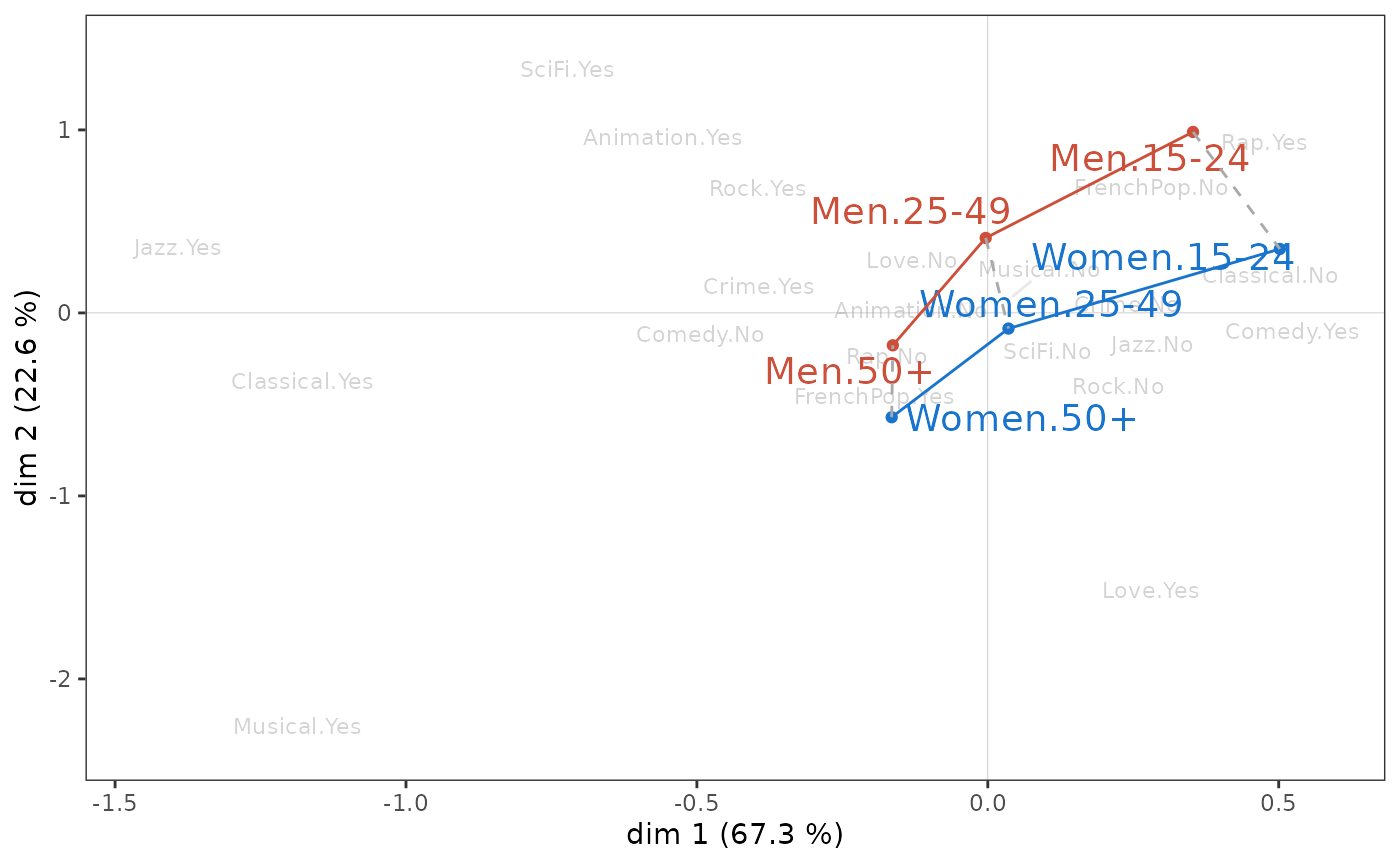 SciFi.Yes
1
Animation.Yes
Rap.Yes
Men.15-24
Rock.Yes
FrenchPop.No
Men.25-49
Jazz.Yes
Love.No
Women.15-24
Musical.No
Classical.No
Crime.Yes
Women.25-49
Crime.No
Animation.No
0
Comedy.No
Comedy.Yes
Rap.No
SciFi.No
Jazz.No
Men.50+
Classical.Yes
Rock.No
FrenchPop.Yes
Women.50+
dim 2 (22.6 %)
-1
Love.Yes
-2
Musical.Yes
-1.5
-1.0
-0.5
0.0
0.5
dim 1 (67.3 %)